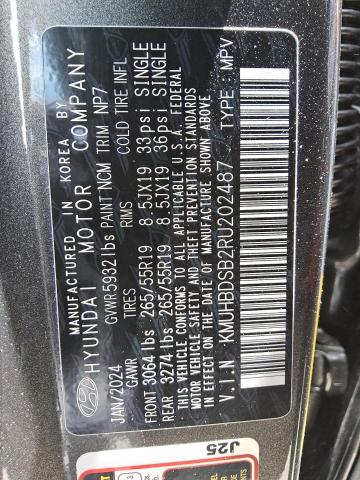 MANUFACTURED IN KOREA BY
HYUNDAI MOTOR COMPANY
GVWR 5932 lbs PAINT NCM TRIM NP7
JAN/2024
GAWR TIRES RIMS COLD TIRE INFL
FRONT 3064 lbs 265/55R19 8.5JX19 33psi SINGLE
REAR 3274 lbs 265/55R19 8.5JX19 36psi SINGLE
THIS VEHICLE CONFORMS TO ALL APPLICABLE U.S.A. FEDERAL
MOTOR VEHICLE SAFETY AND THEFT PREVENTION STANDARDS
IN EFFECT ON THE DATE OF MANUFACTURE SHOWN ABOVE.
V.I.N : KMUHBDSB2RU202487 TYPE : MPV
J25